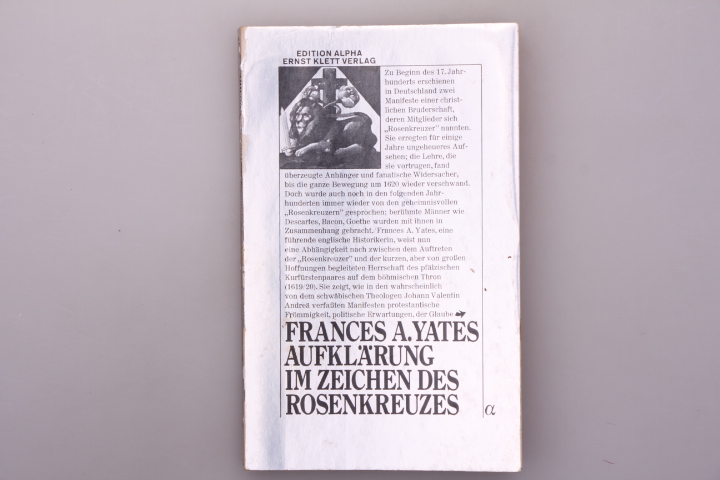 EDITION ALPHA
ERNST KLETT VERLAG
Zu Beginn des 17. Jahr-
hunderts erschienen
in Deutschland zwei
Manifeste einer christ-
lichen Bruderschaft,
deren Mitglieder sich
„Rosenkreuzer" nannten.
Sie erregten für einige
Jahre ungeheueres Auf-
sehen; die Lehre, die
sie vortrugen, fand
überzeugte Anhänger und fanatische Widersacher,
bis die ganze Bewegung um 1620 wieder verschwand.
Doch wurde auch noch in den folgenden Jahr-
hunderten immer wieder von den geheimnisvollen
„Rosenkreuzern" gesprochen; berühmte Männer wie
Descartes, Bacon, Goethe wurden mit ihnen in
Zusammenhang gebracht. Frances A. Yates, eine
führende englische Historikerin, weist nun
eine Abhängigkeit nach zwischen dem Auftreten
der „Rosenkreuzer" und der kurzen, aber von großen
Hoffnungen begleiteten Herrschaft des pfälzischen
Kurfürstenpaares auf dem böhmischen Thron
(1619/20). Sie zeigt, wie in den wahrscheinlich
von dem schwäbischen Theologen Johann Valentin
Andreä verfaßten Manifesten protestantische
Frömmigkeit, politische Erwartungen, der Glaube →
FRANCES A. YATES
AUFKLÄRUNG
IM ZEICHEN DES
ROSENKREUZES α